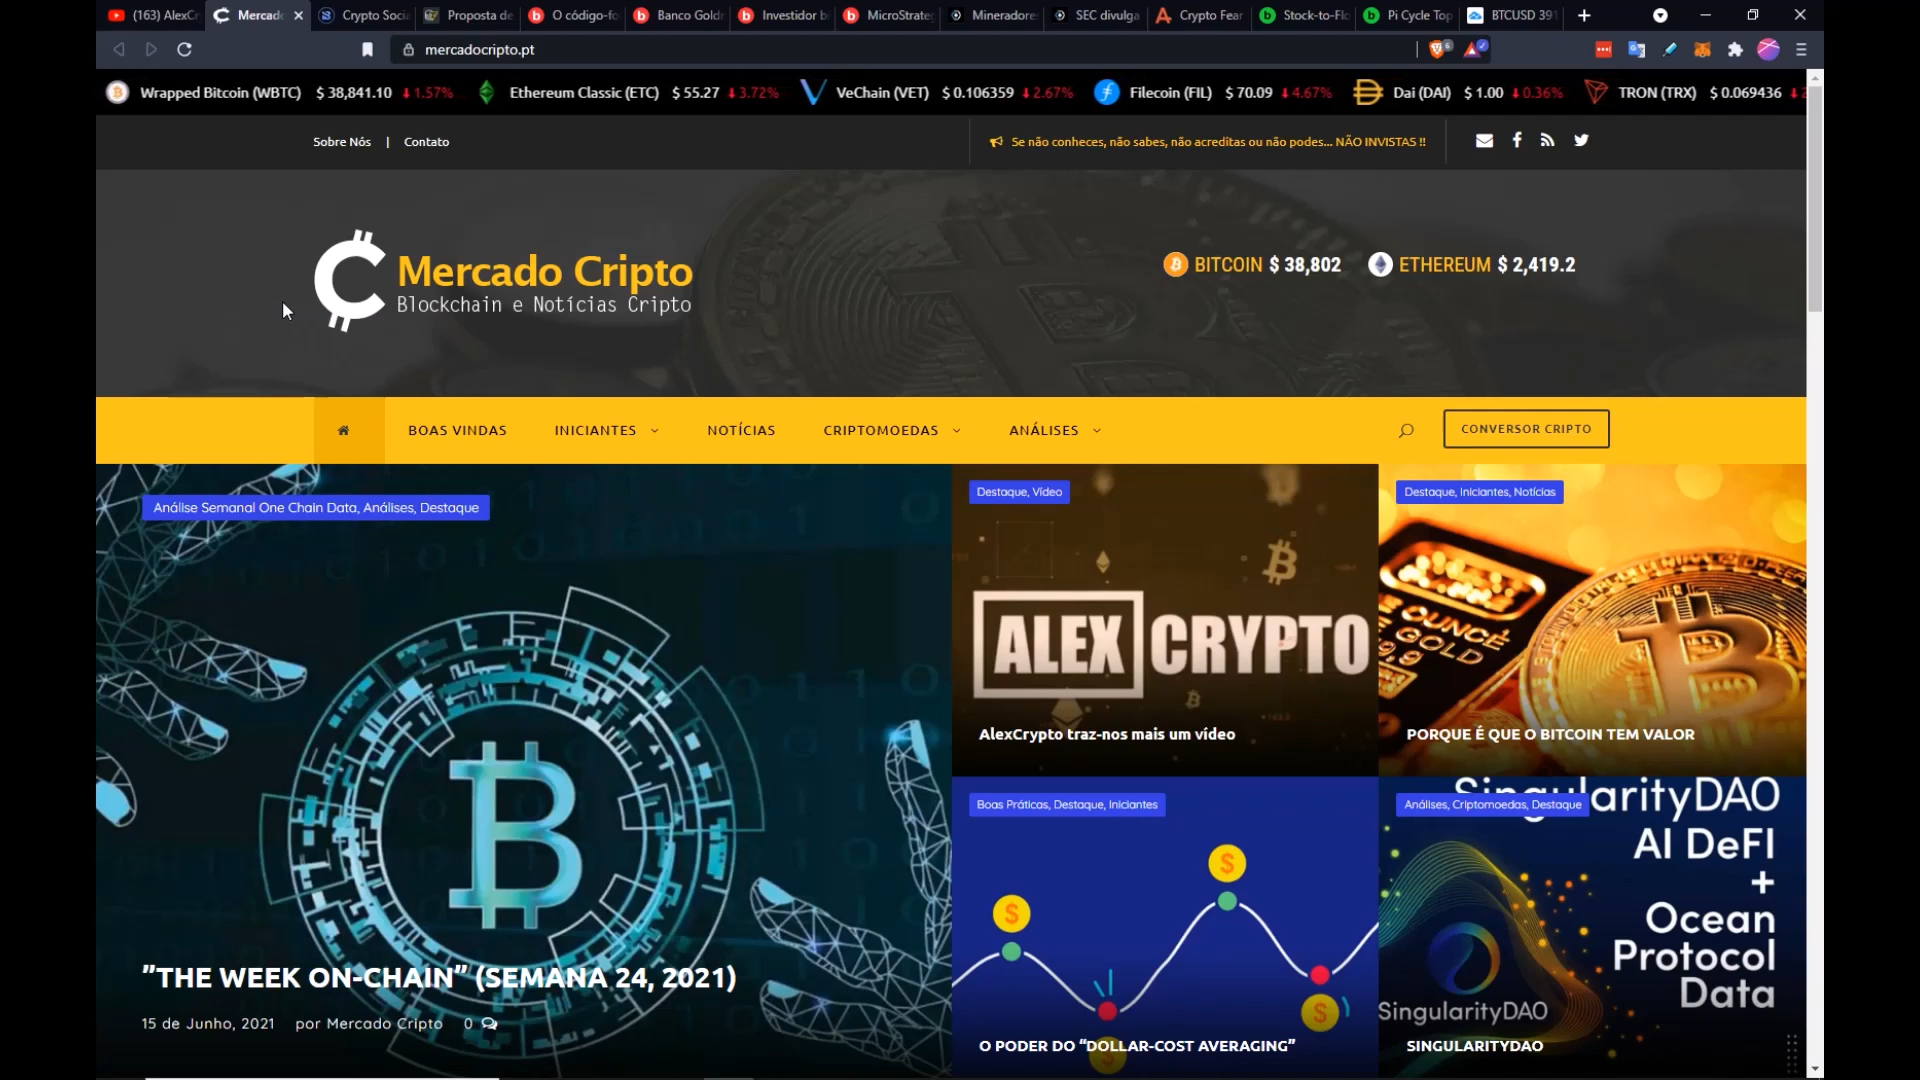 (163) AlexCr
Mercad
Crypto Socia
Proposta de
O código-fo
Banco Goldr
Investidor b
MicroStrate
Mineradore
SEC divulga
Crypto Fear
Stock-to-Flo
Pi Cycle Top
BTCUSD 391
mercadocripto.pt
Wrapped Bitcoin (WBTC) $ 38,841.10 1.57%
Ethereum Classic (ETC) $ 55.27 3.72%
VeChain (VET) $ 0.106359 2.67%
Filecoin (FIL) $ 70.09 4.67%
Dai (DAI) $ 1.00 0.36%
TRON (TRX) $ 0.069436
Sobre Nós | Contato
Se não conheces, não sabes, não acreditas ou não podes... NÃO INVISTAS !!
Mercado Cripto
Blockchain e Notícias Cripto
BITCOIN $ 38,802
ETHEREUM $ 2,419.2
BOAS VINDAS
INICIANTES
NOTÍCIAS
CRIPTOMOEDAS
ANÁLISES
CONVERSOR CRIPTO
Análise Semanal One Chain Data, Análises, Destaque
"THE WEEK ON-CHAIN" (SEMANA 24, 2021)
15 de Junho, 2021 por Mercado Cripto 0
Destaque, Vídeo
ALEX CRYPTO
AlexCrypto traz-nos mais um vídeo
Destaque, Iniciantes, Notícias
OUNCE
GOLD
PORQUE É QUE O BITCOIN TEM VALOR
Boas Práticas, Destaque, Iniciantes
O PODER DO “DOLLAR-COST AVERAGING”
Análises, Criptomoedas, Destaque
SingularityDAO
AI DeFI
+
Ocean
Protocol
Data
SingularityDAO
SINGULARITYDAO